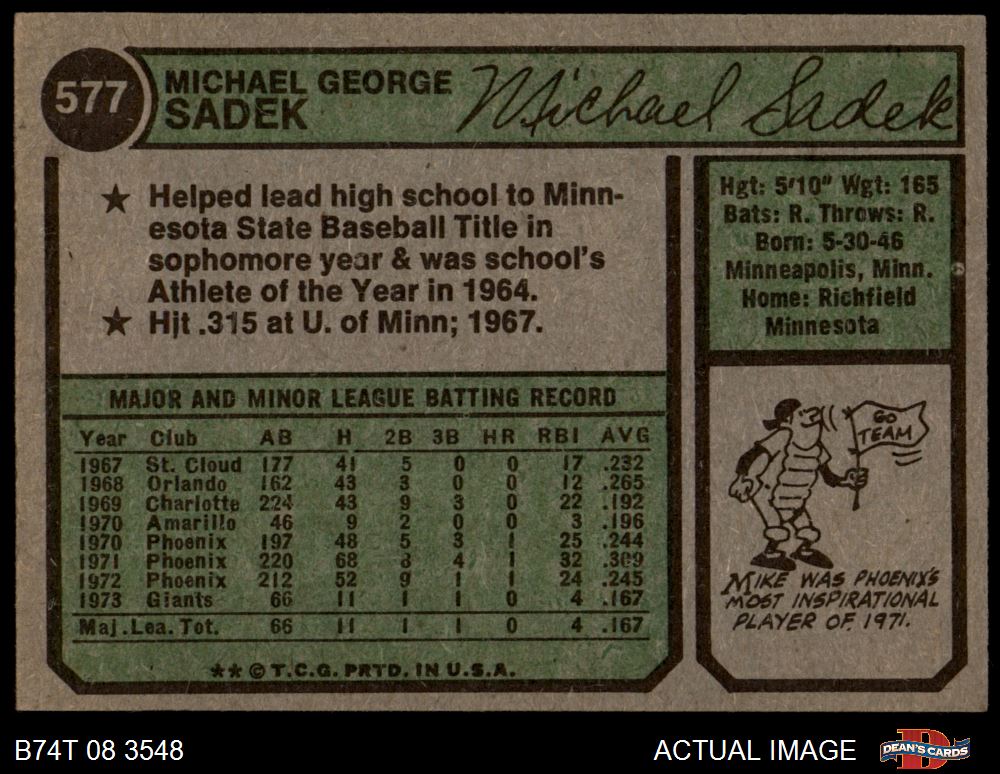 577
MICHAEL GEORGE
SADEK
Michael Sadek
★ Helped lead high school to Minn-
esota State Baseball Title in
sophomore year & was school's
Athlete of the Year in 1964.
★ Hit .315 at U. of Minn; 1967.
Hgt: 5'10" Wgt: 165
Bats: R. Throws: R.
Born: 5-30-46
Minneapolis, Minn.
Home: Richfield
Minnesota
MAJOR AND MINOR LEAGUE BATTING RECORD
Year Club AB H 2B 3B HR RBI AVG
1967 St. Cloud 177 41 5 0 0 17 .232
1968 Orlando 162 43 3 0 0 12 .265
1969 Charlotte 224 43 9 3 0 22 .192
1970 Amarillo 46 9 2 0 0 3 .196
1970 Phoenix 197 48 5 3 1 25 .244
1971 Phoenix 220 68 8 4 1 32 .309
1972 Phoenix 212 52 9 1 1 24 .245
1973 Giants 66 11 1 1 0 4 .167
Maj.Lea. Tot. 66 11 1 1 0 4 .167
★★ © T.C.G. PRTD. IN U.S.A.
GO
TEAM
MIKE WAS PHOENIX'S
MOST INSPIRATIONAL
PLAYER OF 1971.
B74T 08 3548
ACTUAL IMAGE
DEAN'S CARDS